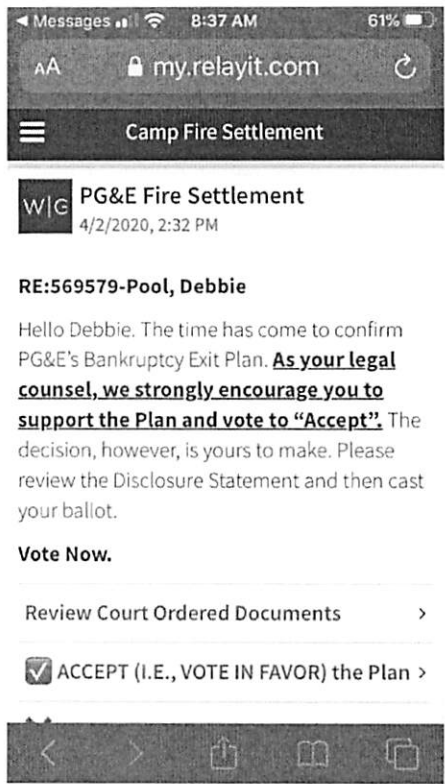 Messages 8:37 AM 61%
AA my.relayit.com
Camp Fire Settlement
W|G PG&E Fire Settlement
4/2/2020, 2:32 PM
RE:569579-Pool, Debbie
Hello Debbie. The time has come to confirm
PG&E's Bankruptcy Exit Plan. As your legal
counsel, we strongly encourage you to
support the Plan and vote to “Accept”. The
decision, however, is yours to make. Please
review the Disclosure Statement and then cast
your ballot.
Vote Now.
Review Court Ordered Documents
ACCEPT (I.E., VOTE IN FAVOR) the Plan